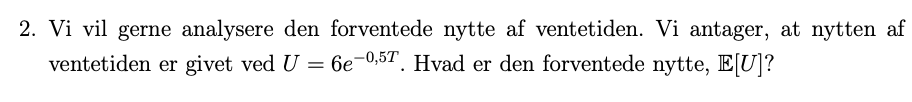 2. Vi vil gerne analysere den forventede nytte af ventetiden. Vi antager, at nytten af
ventetiden er givet ved U = 6e^{−0,5T}. Hvad er den forventede nytte, 𝔼[U]?